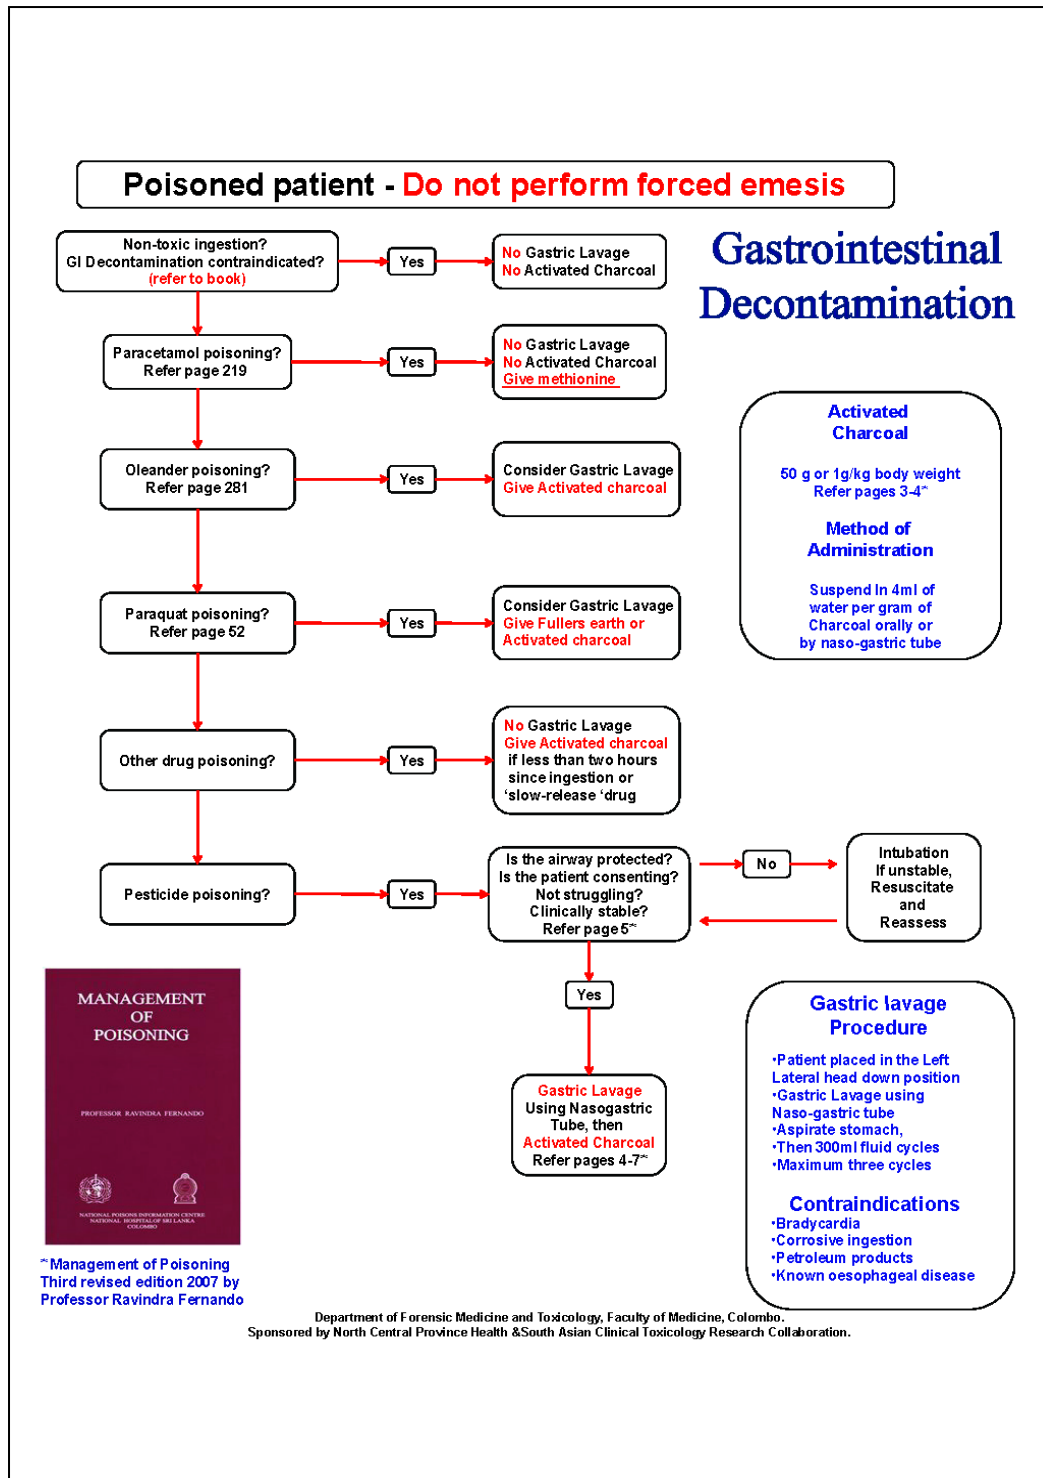 Poisoned patient - Do not perform forced emesis
Gastrointestinal
Decontamination
Non-toxic ingestion?
GI Decontamination contraindicated?
(refer to book)
Yes
No Gastric Lavage
No Activated Charcoal
Paracetamol poisoning?
Refer page 219
Yes
No Gastric Lavage
No Activated Charcoal
Give methionine
Oleander poisoning?
Refer page 281
Yes
Consider Gastric Lavage
Give Activated charcoal
Paraquat poisoning?
Refer page 52
Yes
Consider Gastric Lavage
Give Fullers earth or
Activated charcoal
Other drug poisoning?
Yes
No Gastric Lavage
Give Activated charcoal
if less than two hours
since ingestion or
‘slow-release ‘drug
Pesticide poisoning?
Yes
Is the airway protected?
Is the patient consenting?
Not struggling?
Clinically stable?
Refer page 5*
No
Intubation
If unstable,
Resuscitate
and
Reassess
Yes
Gastric Lavage
Using Nasogastric
Tube, then
Activated Charcoal
Refer pages 4-7*
Activated
Charcoal
50 g or 1g/kg body weight
Refer pages 3-4*
Method of
Administration
Suspend In 4ml of
water per gram of
Charcoal orally or
by naso-gastric tube
Gastric lavage
Procedure
•Patient placed in the Left
Lateral head down position
•Gastric Lavage using
Naso-gastric tube
•Aspirate stomach,
•Then 300ml fluid cycles
•Maximum three cycles
Contraindications
•Bradycardia
•Corrosive ingestion
•Petroleum products
•Known oesophageal disease
MANAGEMENT
OF
POISONING
PROFESSOR RAVINDRA FERNANDO
NATIONAL POISONS INFORMATION CENTRE
NATIONAL HOSPITAL OF SRI LANKA
COLOMBO
*Management of Poisoning
Third revised edition 2007 by
Professor Ravindra Fernando
Department of Forensic Medicine and Toxicology, Faculty of Medicine, Colombo.
Sponsored by North Central Province Health &South Asian Clinical Toxicology Research Collaboration.